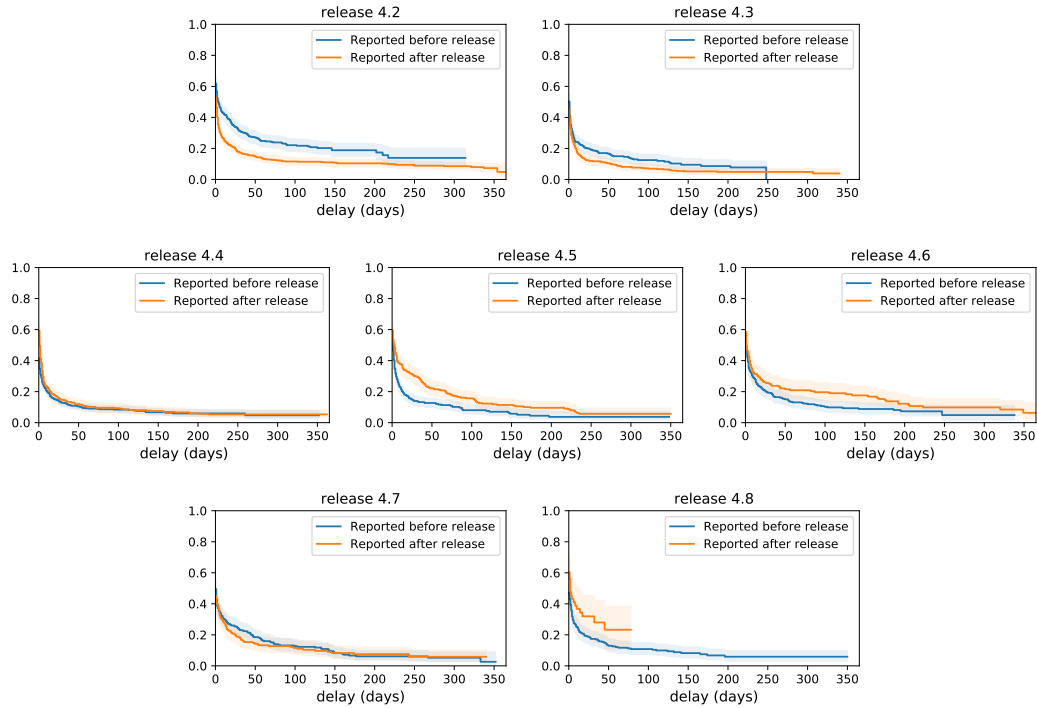 release 4.2
1.0
0.8
0.6
0.4
0.2
0.0
Reported before release
Reported after release
0 50 100 150 200 250 300 350
delay (days)
release 4.3
1.0
0.8
0.6
0.4
0.2
0.0
Reported before release
Reported after release
0 50 100 150 200 250 300 350
delay (days)
release 4.4
1.0
0.8
0.6
0.4
0.2
0.0
Reported before release
Reported after release
0 50 100 150 200 250 300 350
delay (days)
release 4.5
1.0
0.8
0.6
0.4
0.2
0.0
Reported before release
Reported after release
0 50 100 150 200 250 300 350
delay (days)
release 4.6
1.0
0.8
0.6
0.4
0.2
0.0
Reported before release
Reported after release
0 50 100 150 200 250 300 350
delay (days)
release 4.7
1.0
0.8
0.6
0.4
0.2
0.0
Reported before release
Reported after release
0 50 100 150 200 250 300 350
delay (days)
release 4.8
1.0
0.8
0.6
0.4
0.2
0.0
Reported before release
Reported after release
0 50 100 150 200 250 300 350
delay (days)